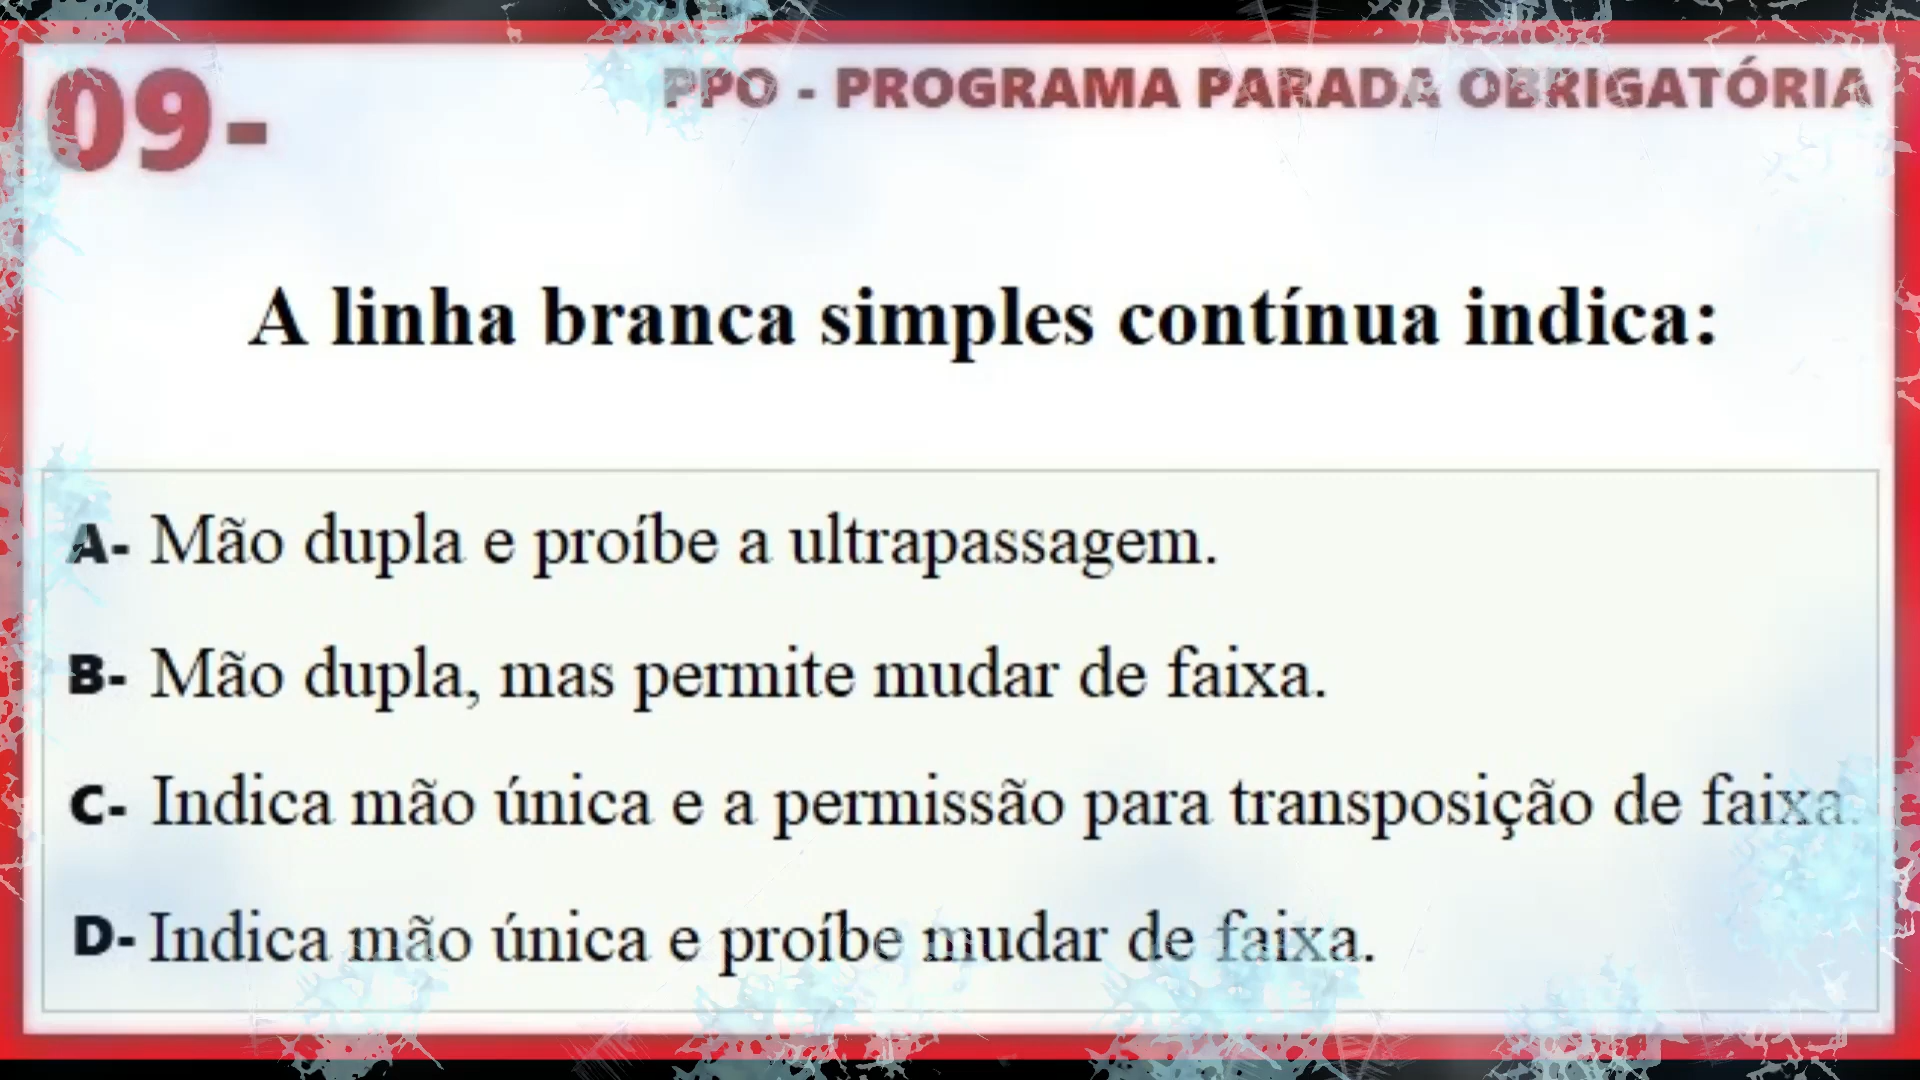 09-
PPO - PROGRAMA PARADA OBRIGATÓRIA
A linha branca simples contínua indica:
A- Mão dupla e proíbe a ultrapassagem.
B- Mão dupla, mas permite mudar de faixa.
C- Indica mão única e a permissão para transposição de faixa.
D- Indica mão única e proíbe mudar de faixa.